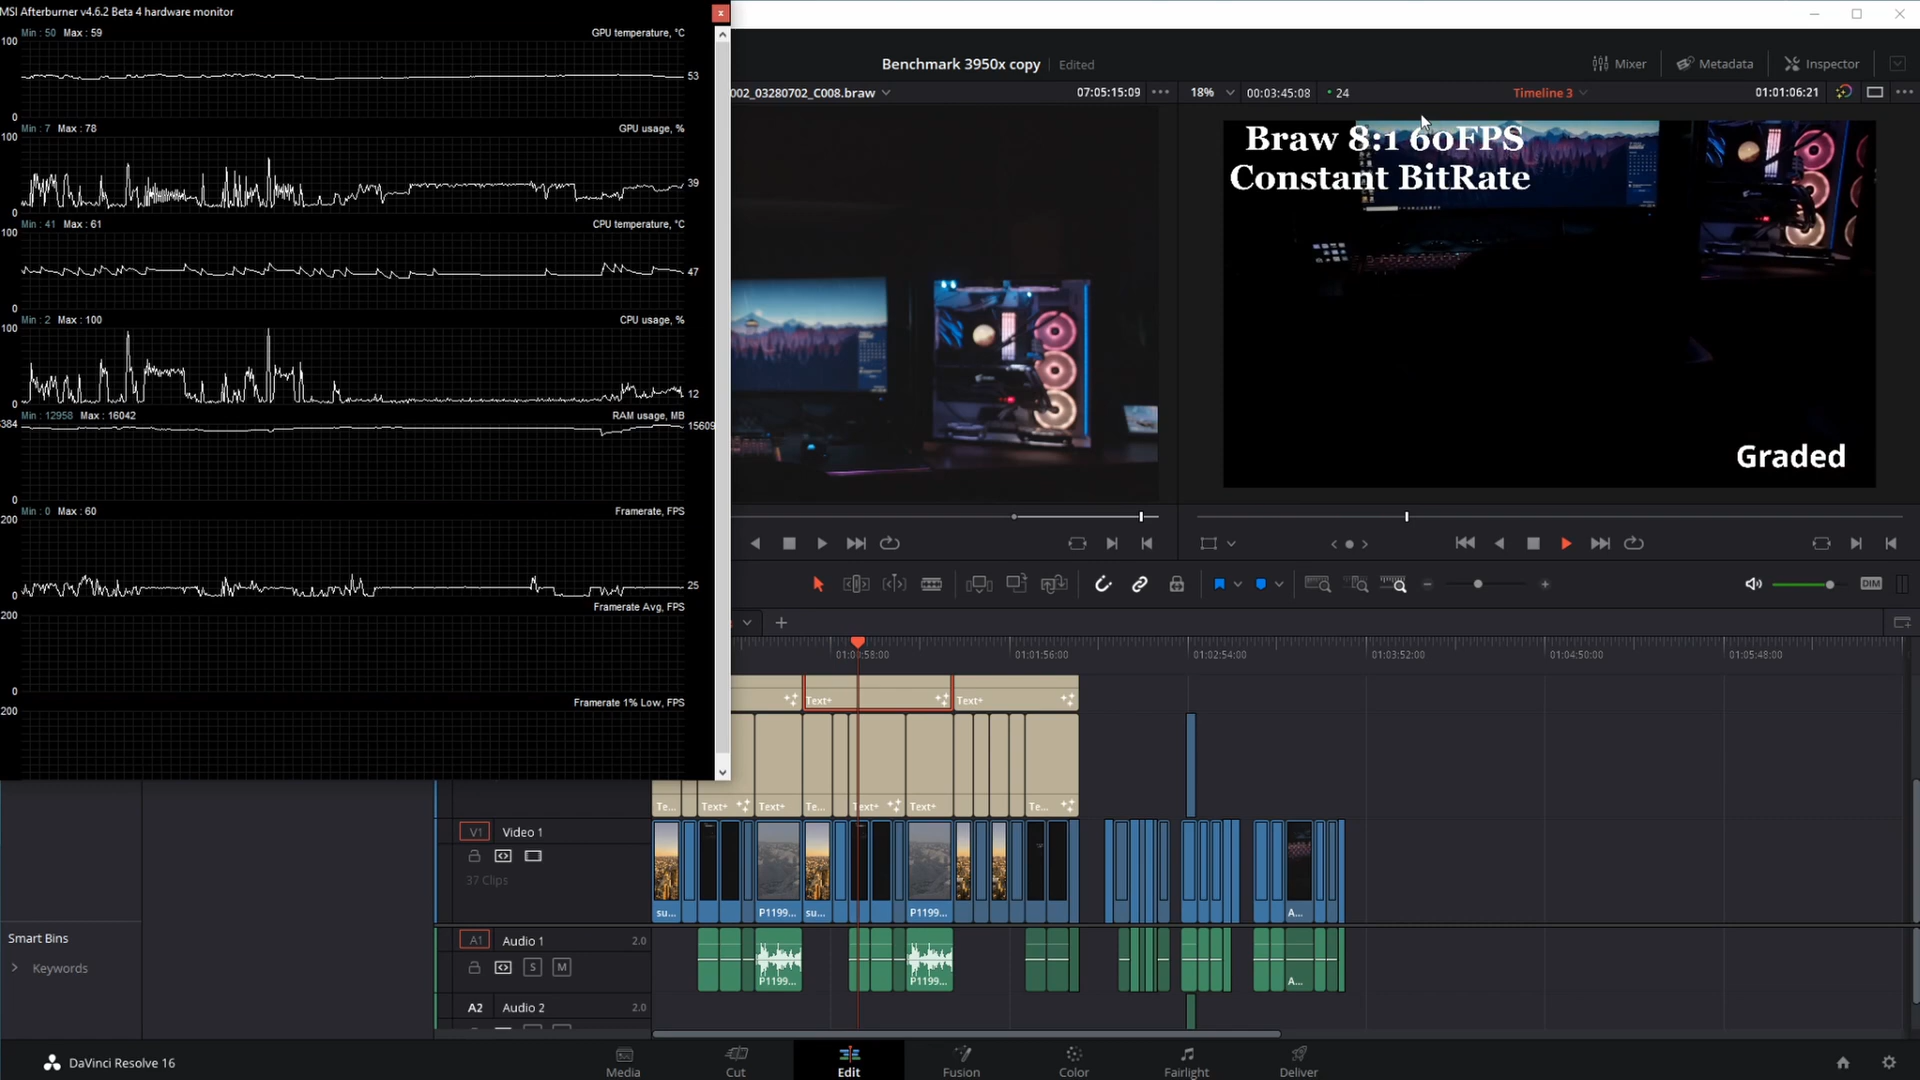 MSI Afterburner v4.6.2 Beta 4 hardware monitor
Min : 50 Max : 59
GPU temperature, °C
100
53
0
Min : 7 Max : 78
GPU usage, %
100
39
0
Min : 41 Max : 61
CPU temperature, °C
100
47
0
Min : 2 Max : 100
CPU usage, %
100
12
0
Min : 12958 Max : 16042
RAM usage, MB
384
15609
0
Min : 0 Max : 60
Framerate, FPS
200
25
0
Framerate Avg, FPS
200
0
Framerate 1% Low, FPS
200
Benchmark 3950x copy
Edited
Mixer
Metadata
Inspector
002_03280702_C008.braw
07:05:15:09
18%
00:03:45:08
24
Timeline 3
01:01:06:21
Braw 8:1 60FPS
Constant BitRate
Graded
DIM
01:00:58:00
01:01:56:00
01:02:54:00
01:03:52:00
01:04:50:00
01:05:48:00
Text+
Text+
Te...
Text+
Text+
Te...
Text+
Text+
Te...
V1
Video 1
37 Clips
su...
P1199...
su...
P1199...
A...
A1
Audio 1
2.0
S
M
P1199...
P1199...
A...
A2
Audio 2
2.0
Smart Bins
Keywords
DaVinci Resolve 16
Media
Cut
Edit
Fusion
Color
Fairlight
Deliver